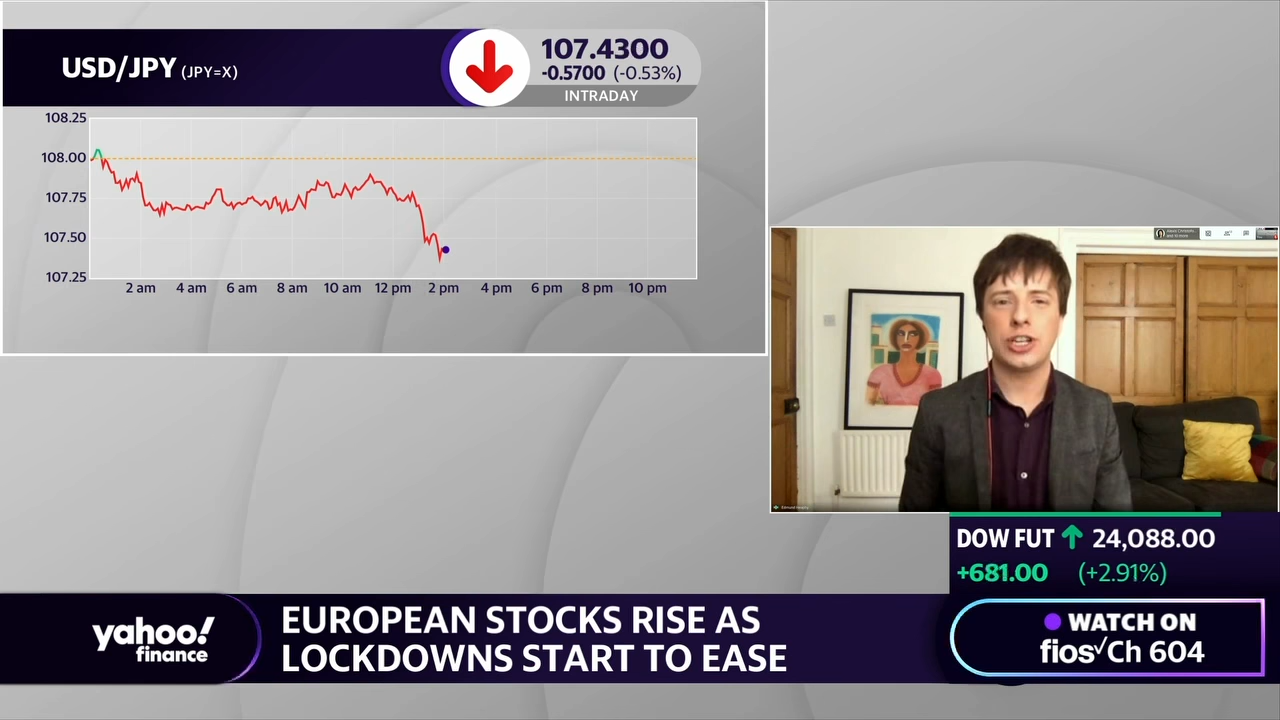 USD/JPY (JPY=X)
107.4300
-0.5700 (-0.53%)
INTRADAY
108.25
108.00
107.75
107.50
107.25
2 am 4 am 6 am 8 am 10 am 12 pm 2 pm 4 pm 6 pm 8 pm 10 pm
DOW FUT 24,088.00
+681.00 (+2.91%)
yahoo!
finance
EUROPEAN STOCKS RISE AS
LOCKDOWNS START TO EASE
WATCH ON
fios Ch 604